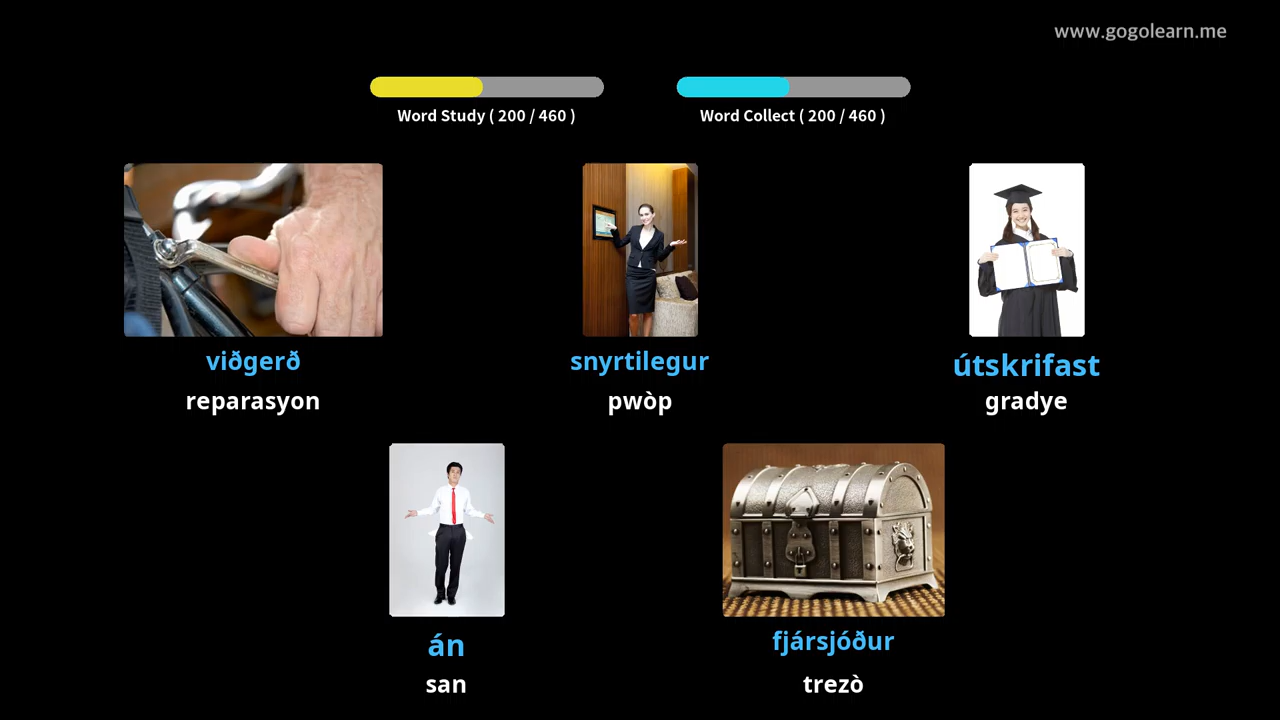 www.gogolearn.me
Word Study ( 200 / 460 )
Word Collect ( 200 / 460 )
viðgerð
reparasyon
snyrtilegur
pwòp
útskrifast
gradye
án
san
fjársjóður
trezò